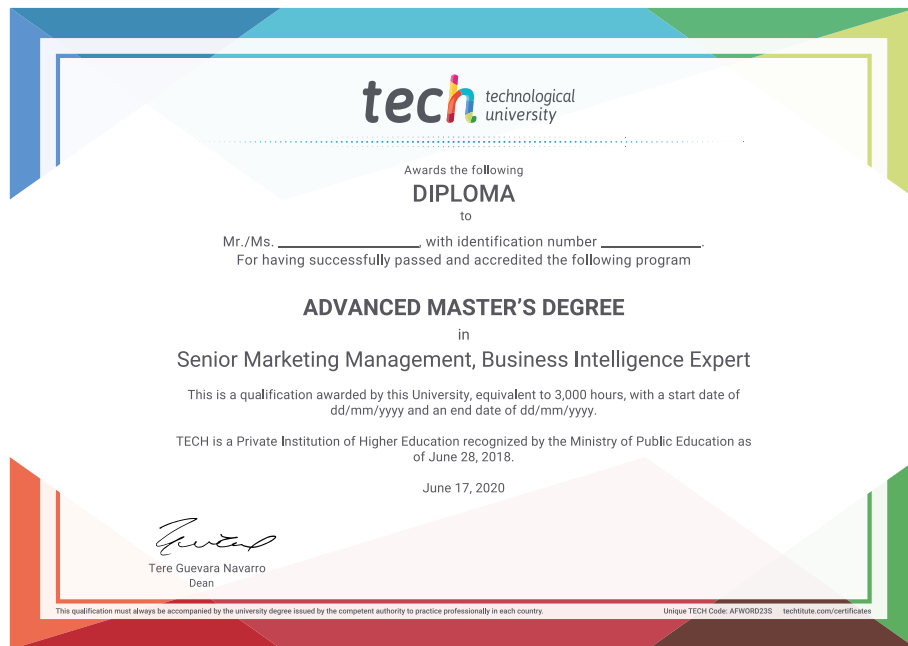 tech technological
university
Awards the following
DIPLOMA
to
Mr./Ms. ____________________, with identification number ______________.
For having successfully passed and accredited the following program
ADVANCED MASTER'S DEGREE
in
Senior Marketing Management, Business Intelligence Expert
This is a qualification awarded by this University, equivalent to 3,000 hours, with a start date of
dd/mm/yyyy and an end date of dd/mm/yyyy.
TECH is a Private Institution of Higher Education recognized by the Ministry of Public Education as
of June 28, 2018.
June 17, 2020
Tere Guevara Navarro
Dean
This qualification must always be accompanied by the university degree issued by the competent authority to practice professionally in each country. Unique TECH Code: AFWORD23S techtitute.com/certificates